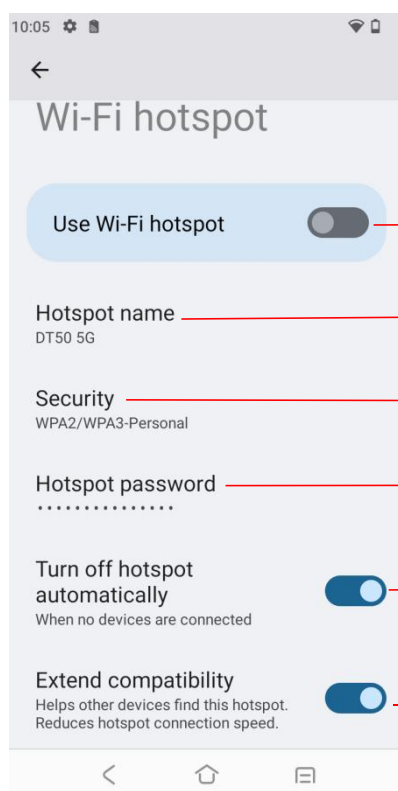 10:05
Wi-Fi hotspot
Use Wi-Fi hotspot
Hotspot name
DT50 5G
Security
WPA2/WPA3-Personal
Hotspot password
···············
Turn off hotspot
automatically
When no devices are connected
Extend compatibility
Helps other devices find this hotspot.
Reduces hotspot connection speed.